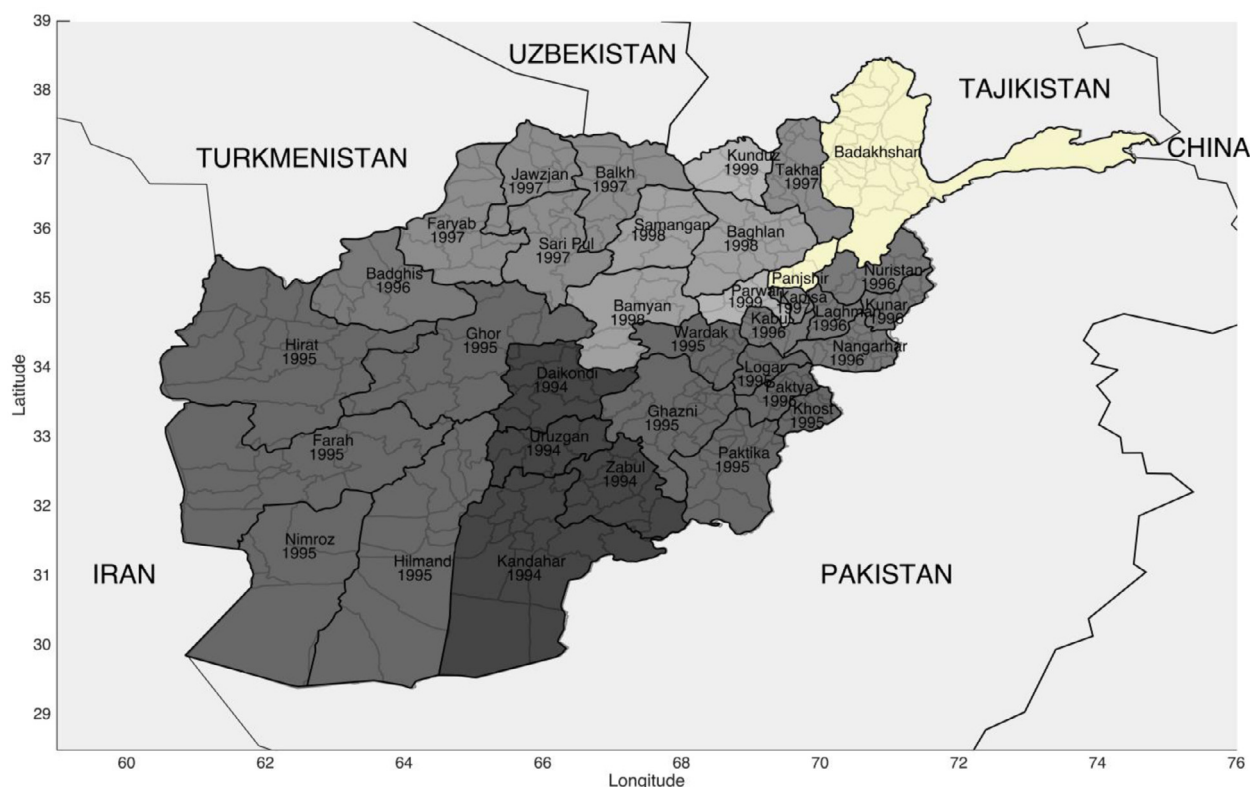 39
38
37
36
35
34
33
32
31
30
29
Latitude
UZBEKISTAN
TAJIKISTAN
TURKMENISTAN
CHINA
IRAN
PAKISTAN
Badakhshan
Kunduz
1999
Takhar
1997
Jawzjan
1997
Balkh
1997
Faryab
1997
Sari Pul
1997
Samangan
1998
Baghlan
1998
Badghis
1996
Panjshir
Nuristan
1996
Parwan
1999
Kapisa
1997
Kunar
1996
Laghman
1996
Kabul
1996
Bamyan
1998
Wardak
1995
Nangarhar
1996
Ghor
1995
Hirat
1995
Daikondi
1994
Logar
1995
Paktya
1995
Khost
1995
Ghazni
1995
Farah
1995
Uruzgan
1994
Zabul
1994
Paktika
1995
Nimroz
1995
Hilmand
1995
Kandahar
1994
60
62
64
66
68
70
72
74
76
Longitude